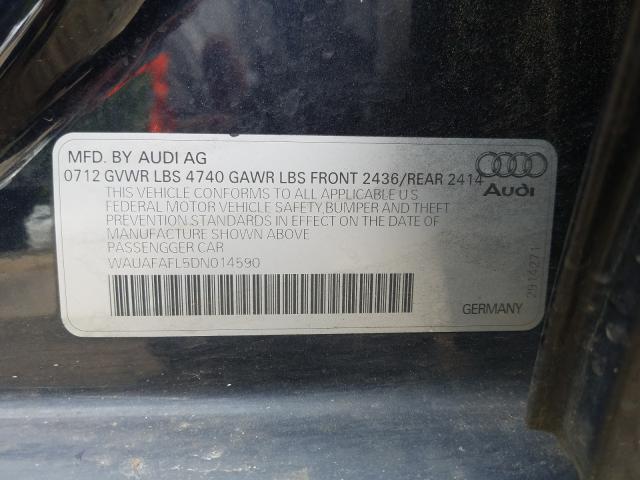 MFD. BY AUDI AG
0712 GVWR LBS 4740 GAWR LBS FRONT 2436/REAR 2414
THIS VEHICLE CONFORMS TO ALL APPLICABLE U S
FEDERAL MOTOR VEHICLE SAFETY,BUMPER AND THEFT
PREVENTION STANDARDS IN EFFECT ON THE DATE OF
MANUFACTURE SHOWN ABOVE
PASSENGGER CAR
WAUAFAFL5DN014590
Audi
2914271
GERMANY